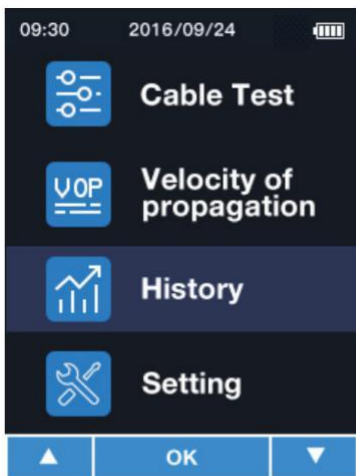 09:30 2016/09/24
Cable Test
VOP
Velocity of
propagation
History
Setting
OK